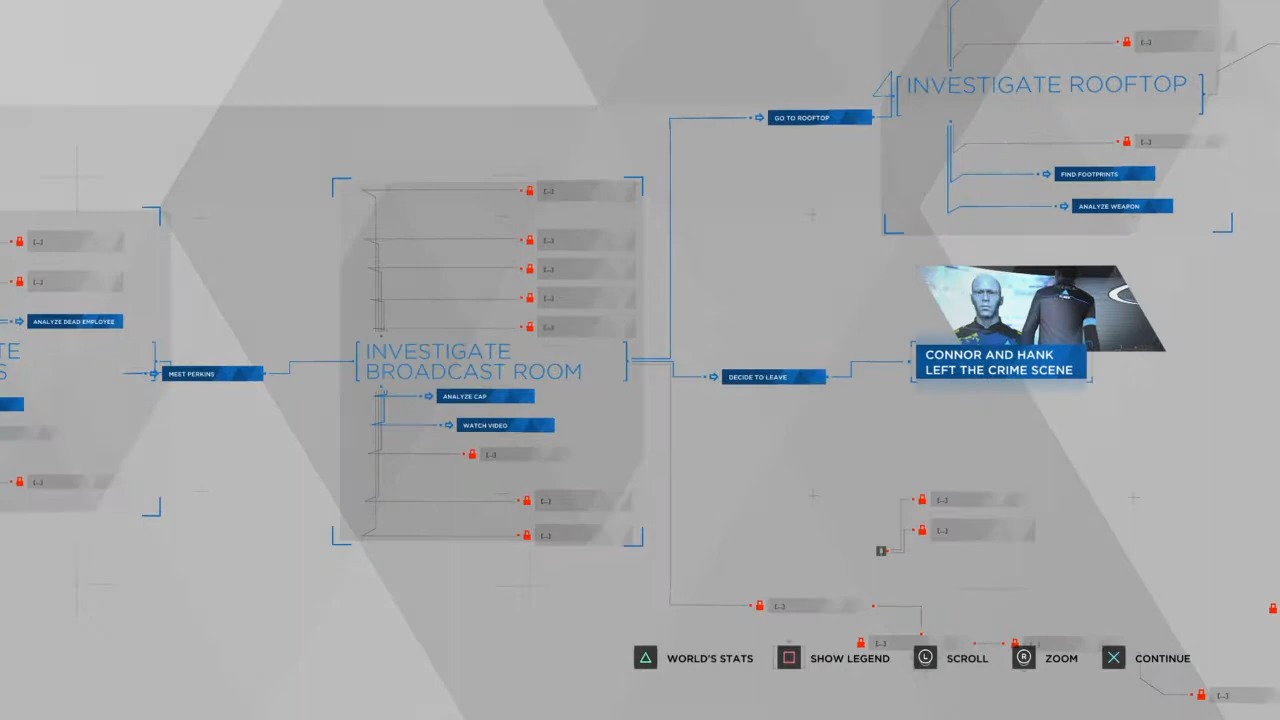 [...]
INVESTIGATE ROOFTOP
GO TO ROOFTOP
[...]
FIND FOOTPRINTS
ANALYZE WEAPON
[...]
[...]
[...]
[...]
[...]
[...]
[...]
ANALYZE DEAD EMPLOYEE
TE
S
MEET PERKINS
INVESTIGATE
BROADCAST ROOM
DECIDE TO LEAVE
CONNOR AND HANK
LEFT THE CRIME SCENE
ANALYZE CAP
WATCH VIDEO
[...]
[...]
[...]
[...]
[...]
[...]
[...]
[...]
[...]
WORLD'S STATS
SHOW LEGEND
L
SCROLL
R
ZOOM
CONTINUE
[...]